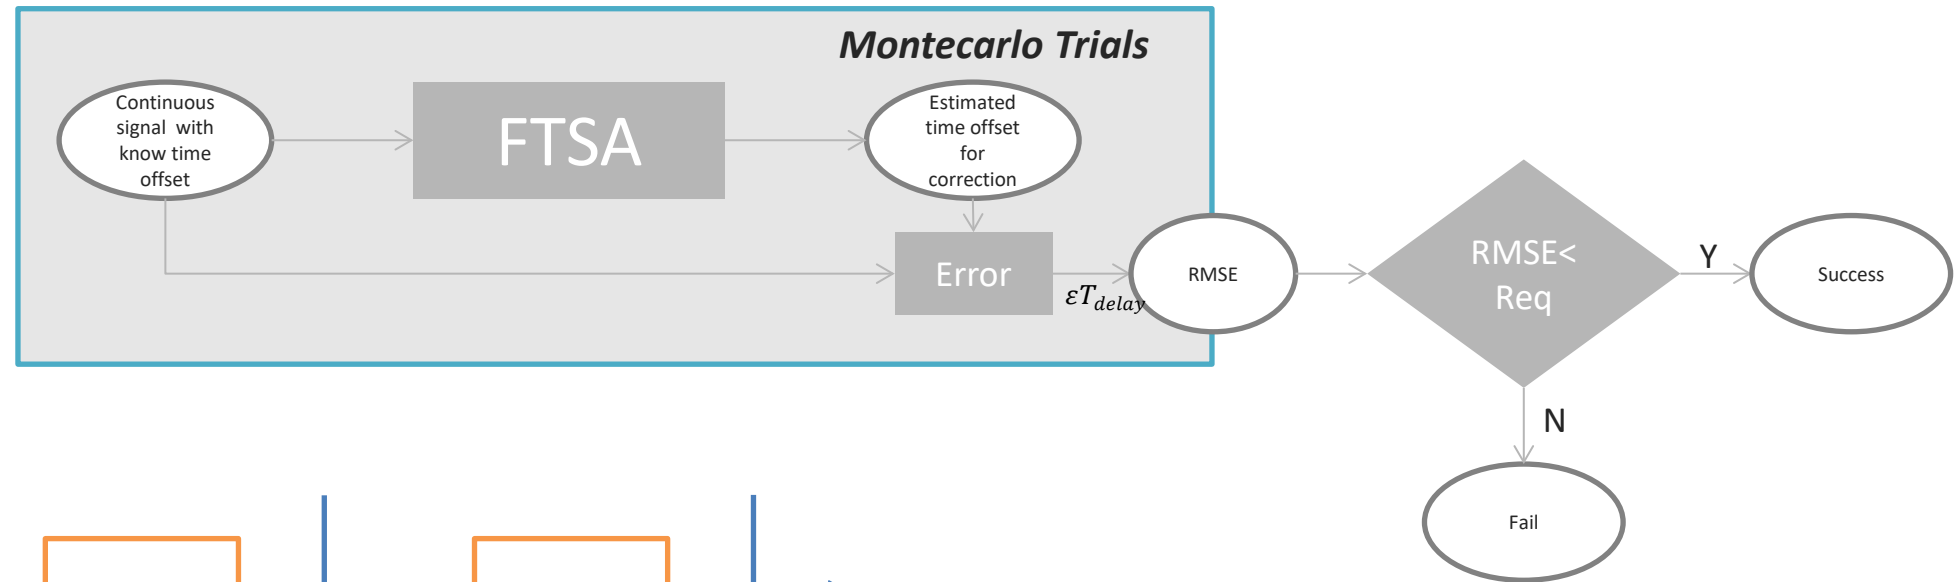 Montecarlo Trials
Continuous
signal with
know time
offset
FTSA
Estimated
time offset
for
correction
Error
εT_delay
RMSE
RMSE<
Req
Y
Success
N
Fail